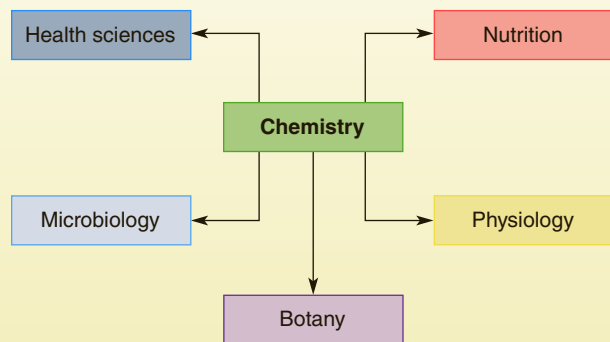 Health sciences
Nutrition
Chemistry
Microbiology
Physiology
Botany